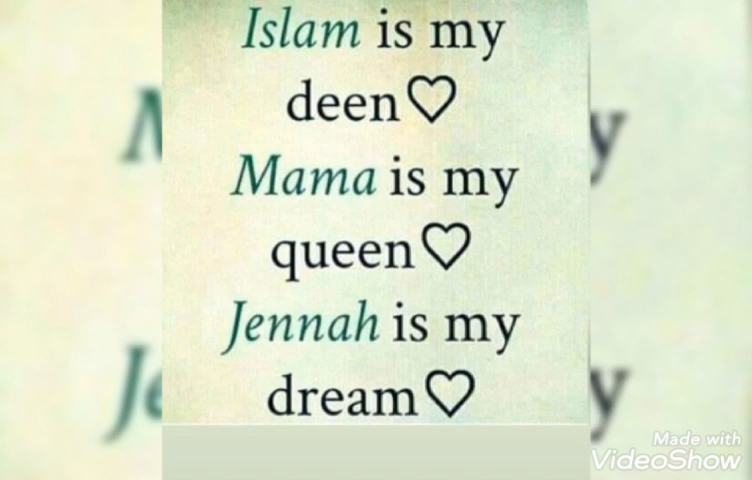 Islam is my
deen♡
Mama is my
queen♡
Jennah is my
dream♡
Made with
VideoShow